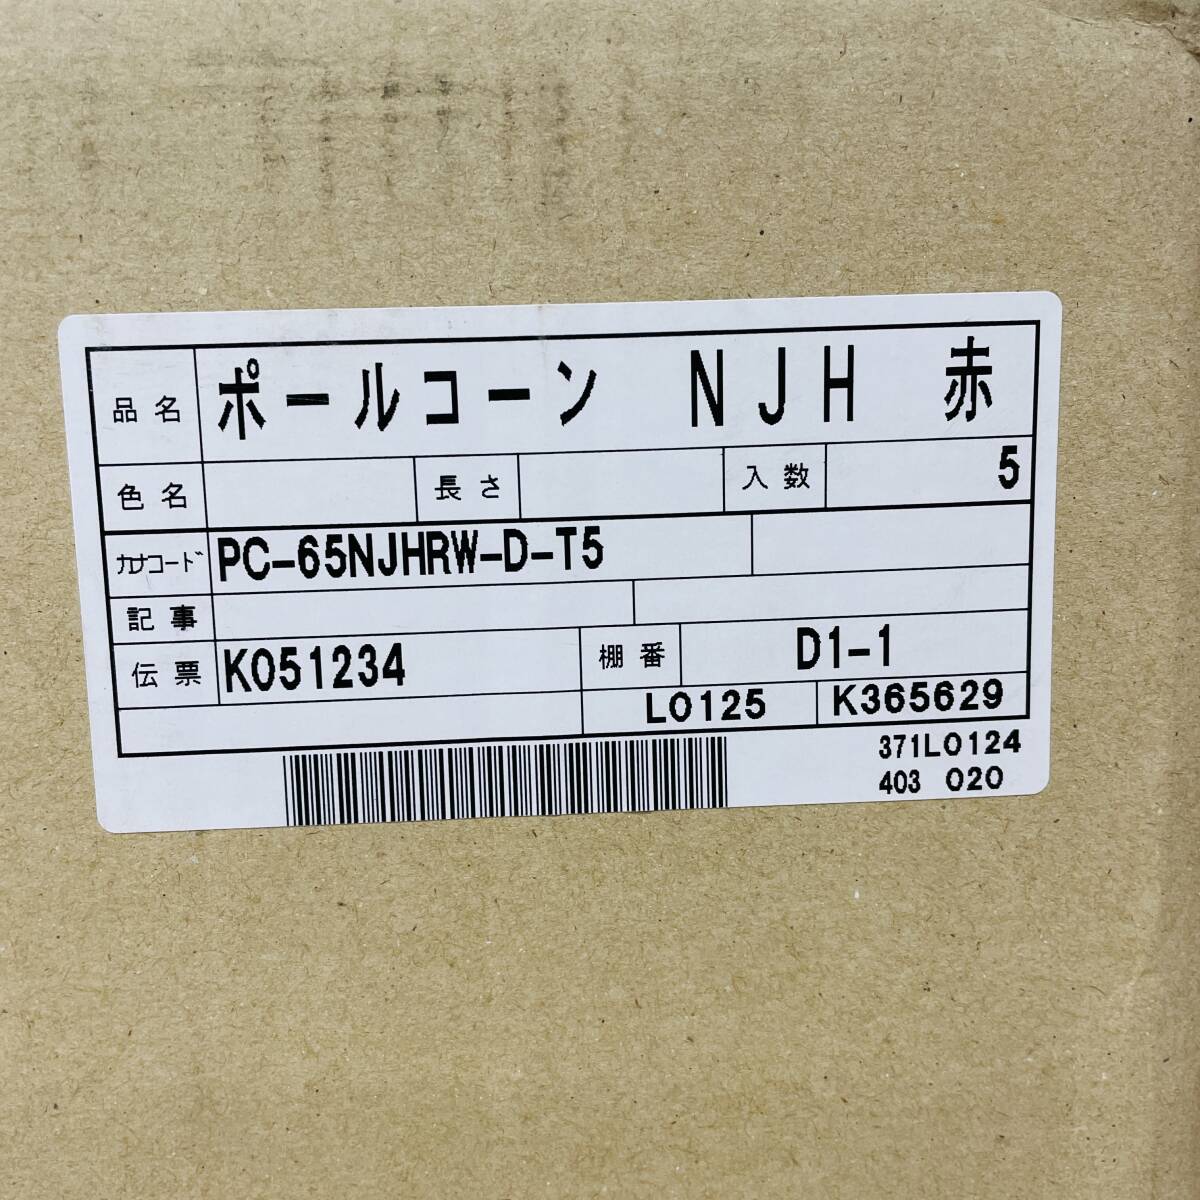 品名 ポールコーン NJH 赤
色名 長さ 入数 5
カナコード PC-65NJHRW-D-T5
記事
伝票 K051234 棚番 D1-1
L0125 K365629
371L0124
403 020